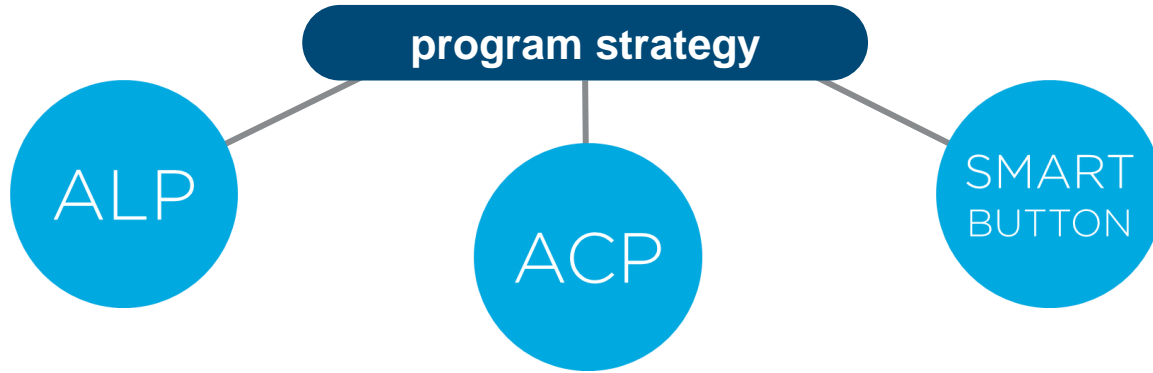 program strategy
ALP
ACP
SMART
BUTTON